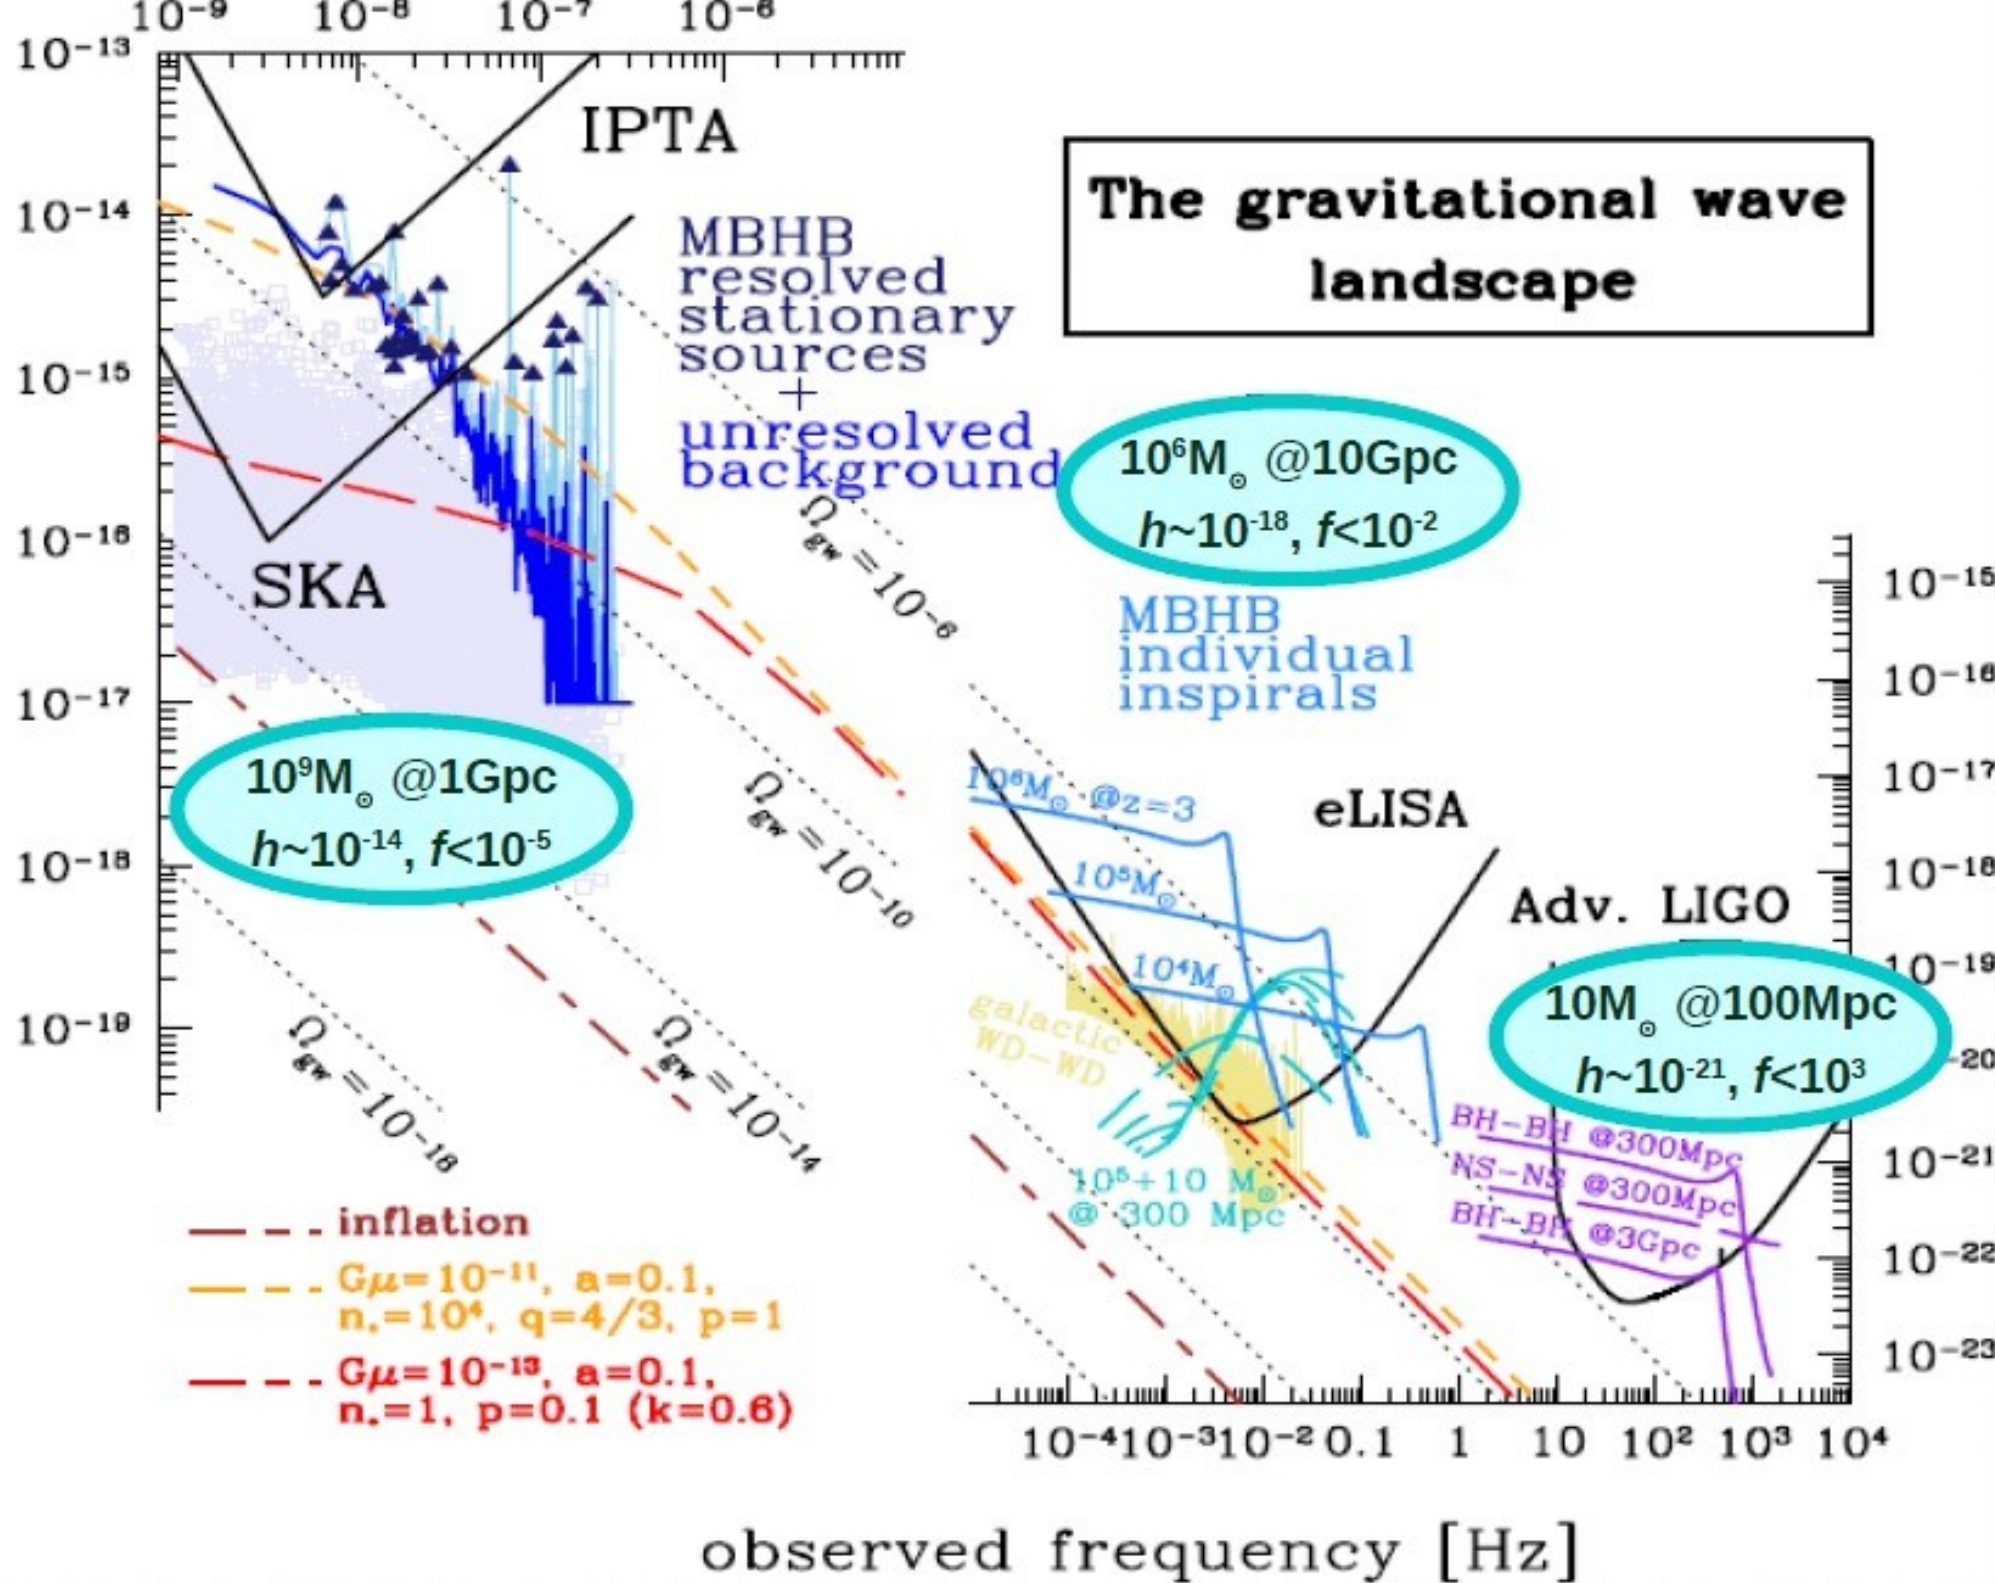 10⁻⁹ 10⁻⁸ 10⁻⁷ 10⁻⁶
10⁻¹³
10⁻¹⁴
10⁻¹⁵
10⁻¹⁶
10⁻¹⁷
10⁻¹⁸
10⁻¹⁹
IPTA
The gravitational wave
landscape
MBHB
resolved
stationary
sources
+
unresolved
background
SKA
10⁶M☉ @10Gpc
h~10⁻¹⁸, f<10⁻²
MBHB
individual
inspirals
Ω_gw=10⁻⁶
Ω_gw=10⁻¹⁰
Ω_gw=10⁻¹⁴
Ω_gw=10⁻¹⁸
10⁹M☉ @1Gpc
h~10⁻¹⁴, f<10⁻⁵
10⁶M☉ @z=3
10⁵M☉
10⁴M☉
eLISA
Adv. LIGO
10M☉ @100Mpc
h~10⁻²¹, f<10³
galactic
WD-WD
10⁵+10 M☉
@ 300 Mpc
BH-BH @300Mpc
NS-NS @300Mpc
BH-BH @3Gpc
10⁻¹⁵
10⁻¹⁶
10⁻¹⁷
10⁻¹⁸
10⁻¹⁹
-20
10⁻²¹
10⁻²²
10⁻²³
inflation
Gμ=10⁻¹¹, a=0.1,
n*=10⁴, q=4/3, p=1
Gμ=10⁻¹³, a=0.1,
n*=1, p=0.1 (k=0.6)
10⁻⁴ 10⁻³ 10⁻² 0.1 1 10 10² 10³ 10⁴
observed frequency [Hz]